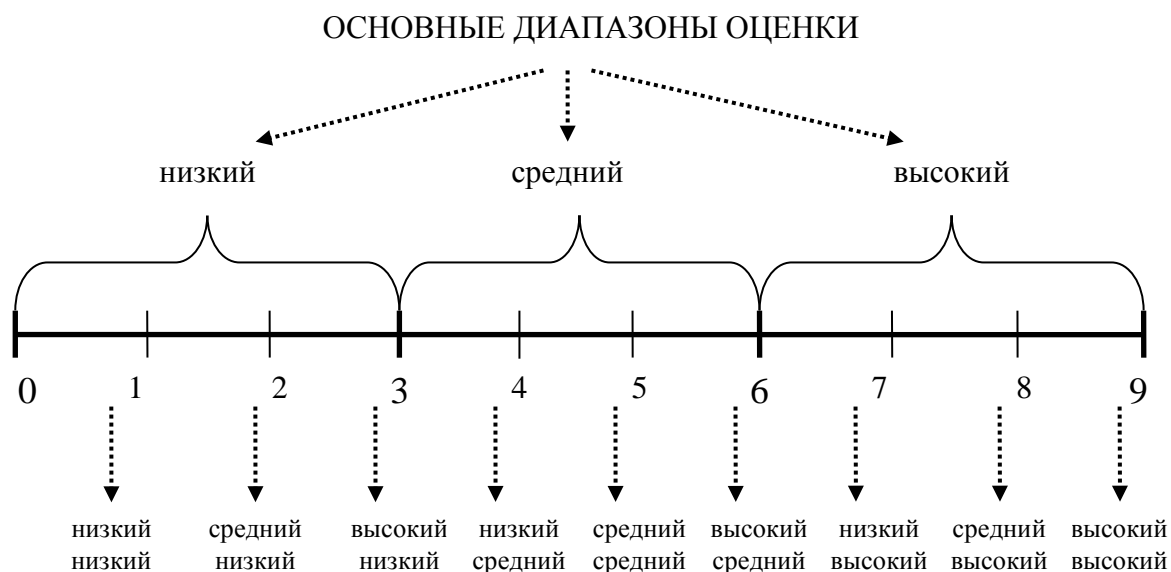 ОСНОВНЫЕ ДИАПАЗОНЫ ОЦЕНКИ
низкий средний высокий
0 1 2 3 4 5 6 7 8 9
низкий средний высокий низкий средний высокий низкий средний высокий
низкий низкий низкий средний средний средний высокий высокий высокий